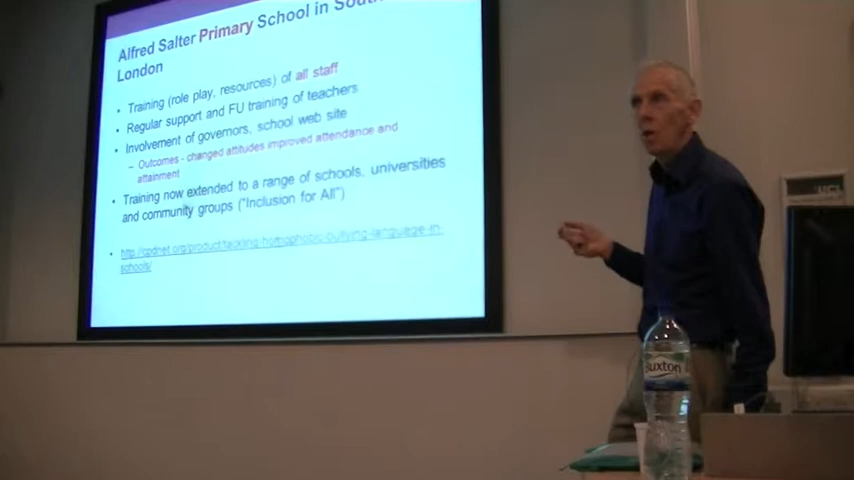 Alfred Salter Primary School in South
London
• Training (role play, resources) of all staff
• Regular support and FU training of teachers
• Involvement of governors, school web site
– Outcomes - changed attitudes, improved attendance and
attainment
• Training now extended to a range of schools, universities
and community groups ("Inclusion for All")
• http://cpdnet.org/product/tackling-homophobic-bullying-language-in-
schools/
UCL
Buxton